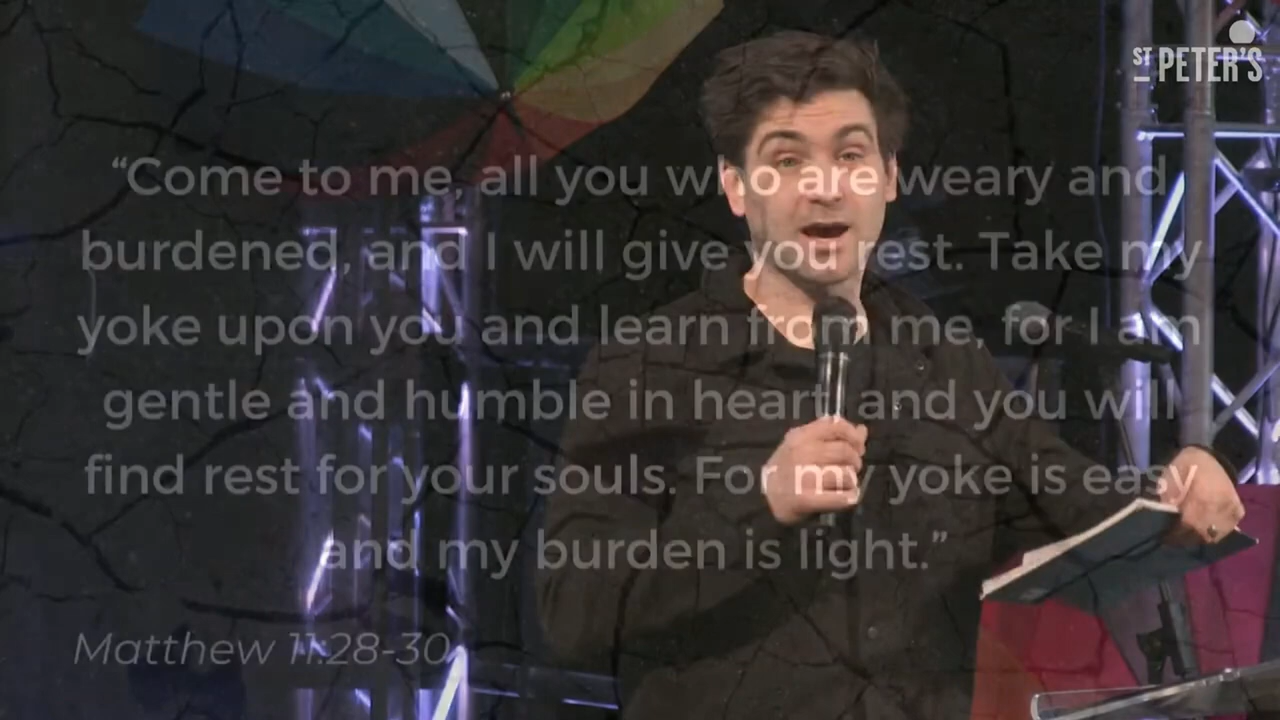 ST PETER'S
“Come to me, all you who are weary and
burdened, and I will give you rest. Take my
yoke upon you and learn from me, for I am
gentle and humble in heart, and you will
find rest for your souls. For my yoke is easy
and my burden is light.”
Matthew 11:28-30